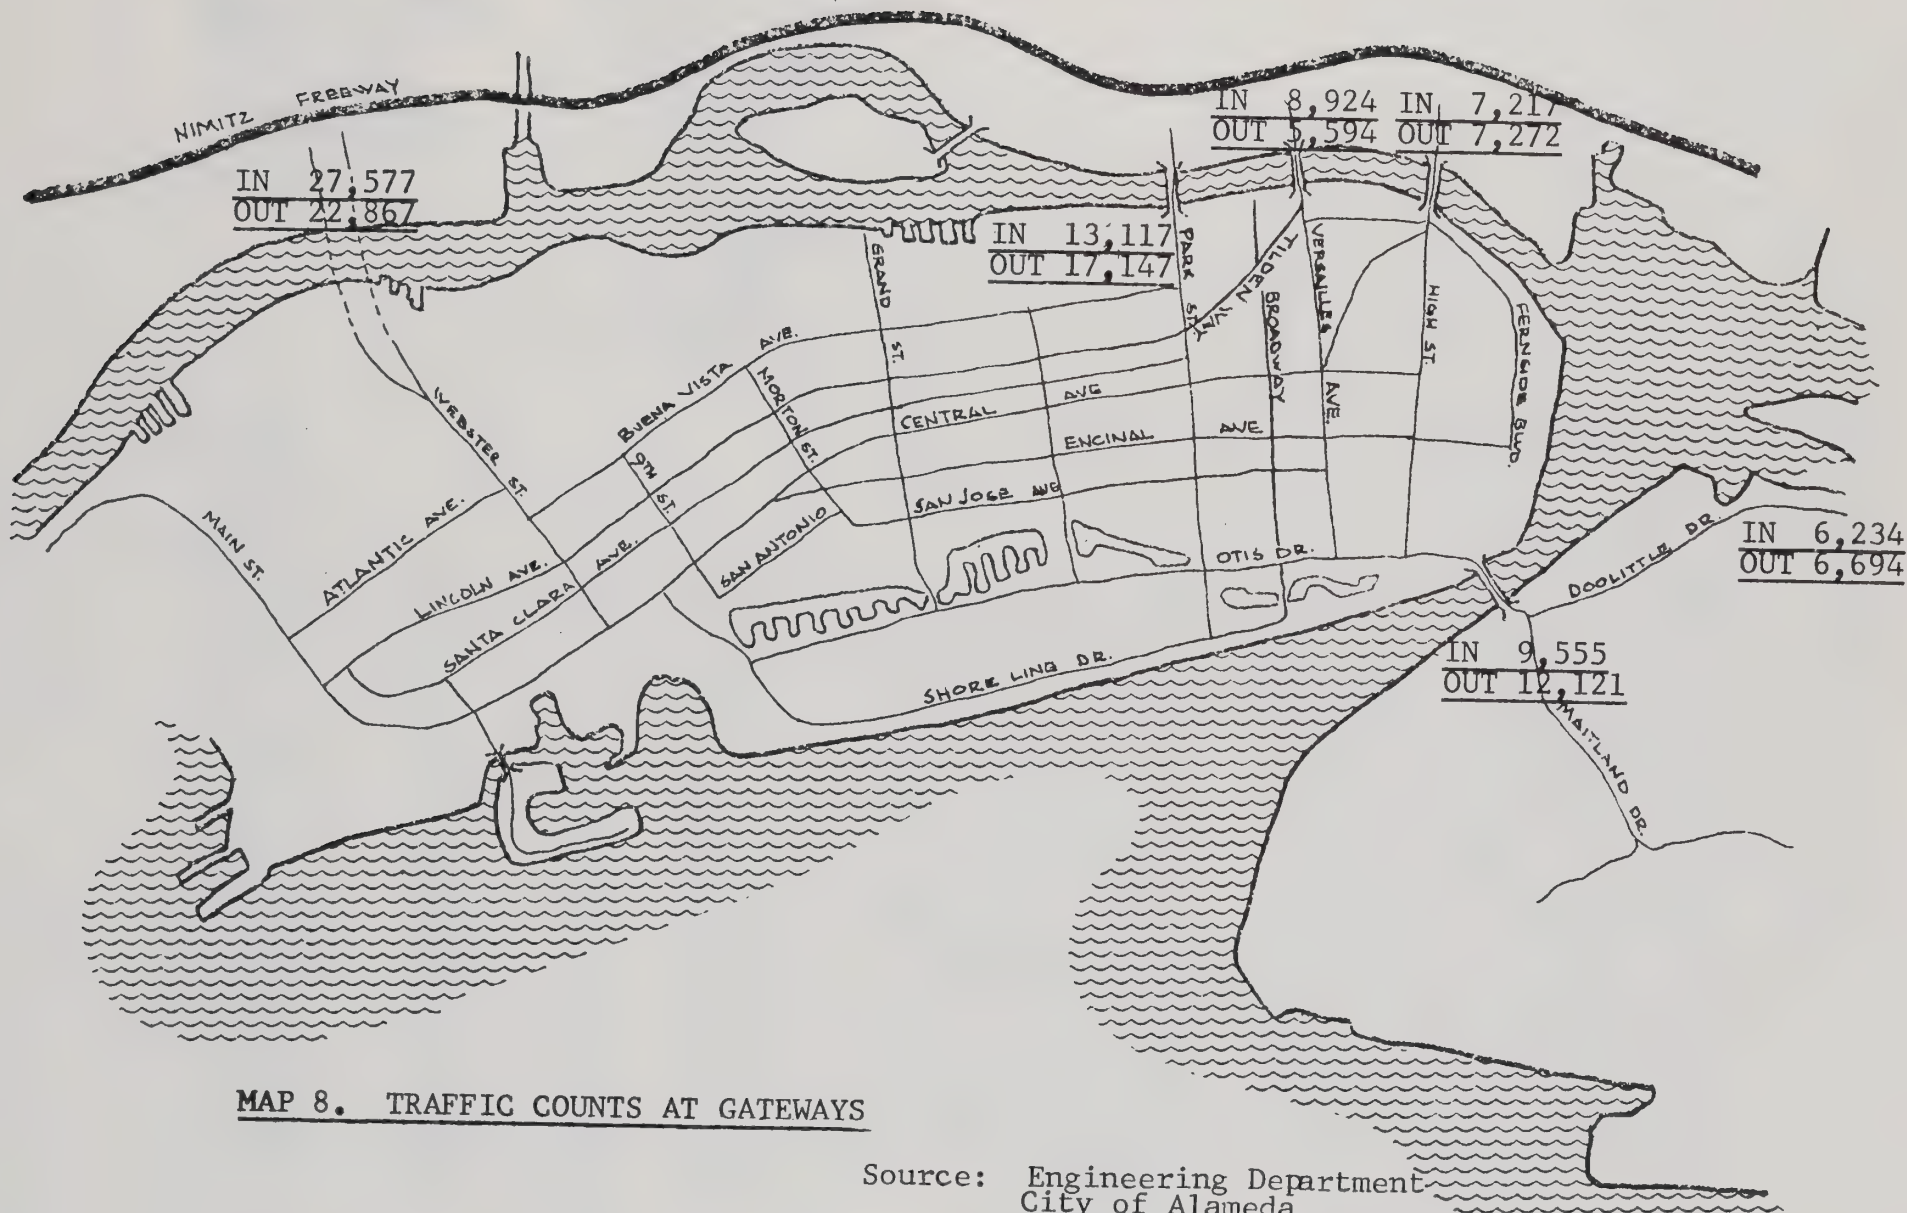 NIMITZ FREEWAY
IN 8,924
OUT 5,594
IN 7,217
OUT 7,272
IN 27,577
OUT 22,867
IN 13,117
OUT 17,147
GRAND ST.
PARK ST.
TILDEN WAY
BROADWAY
VERSAILLES AVE.
HIGH ST.
FERNSIDE BLVD.
BUENA VISTA AVE.
MORTON ST.
WEBSTER ST.
9TH ST.
CENTRAL AVE
ENCINAL AVE
SAN JOSE AVE
SAN ANTONIO
MAIN ST.
ATLANTIC AVE.
LINCOLN AVE.
SANTA CLARA AVE.
OTIS DR.
SHORE LINE DR.
DOOLITTLE DR.
IN 6,234
OUT 6,694
IN 9,555
OUT 12,121
MAITLAND DR.
MAP 8. TRAFFIC COUNTS AT GATEWAYS
Source: Engineering Department
City of Alameda